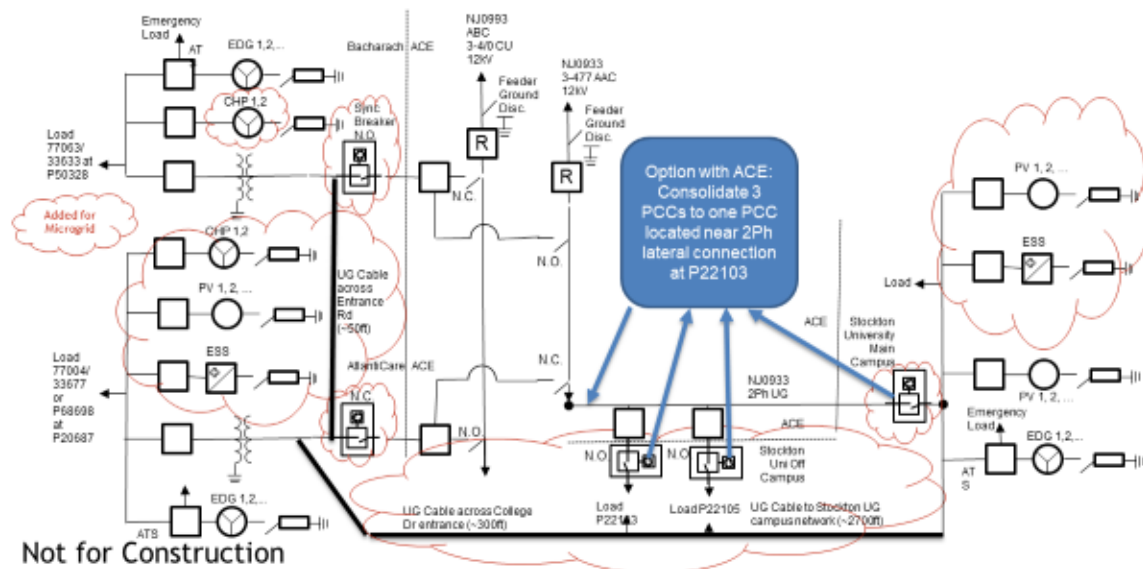 Emergency
Load
AT
EDG 1,2,...
Bacharach
ACE
NJ0993
ABC
3-4/0 CU
12kV
NJ0933
3-477 AAC
12kV
Feeder
Ground
Disc.
Feeder
Ground
Disc.
CHP 1,2
Sync
Breaker
N.O.
R
R
Load
77063/
33633 at
P50328
N.C.
Option with ACE:
Consolidate 3
PCCs to one PCC
located near 2Ph
lateral connection
at P22103
PV 1, 2, ...
Added for
Microgrid
CHP 1,2
N.O.
ESS
Load
UG Cable
across
Entrance
Rd
(~50ft)
PV 1, 2, ...
ACE
Stockton
University
Main
Campus
Load
77004/
33677
or
P68698
at
P20687
ESS
AtlantiCare
ACE
N.C.
N.C.
NJ0933
2Ph UG
PV 1, 2, ...
ACE
N.O.
N.O
N.O
Stockton
Uni Off
Campus
Emergency
Load
EDG 1,2,...
AT
S
EDG 1,2,...
ATS
UG Cable across College
Dr entrance (~300ft)
Load
P22103
Load P22105
UG Cable to Stockton UG
campus network (~2700ft)
Not for Construction